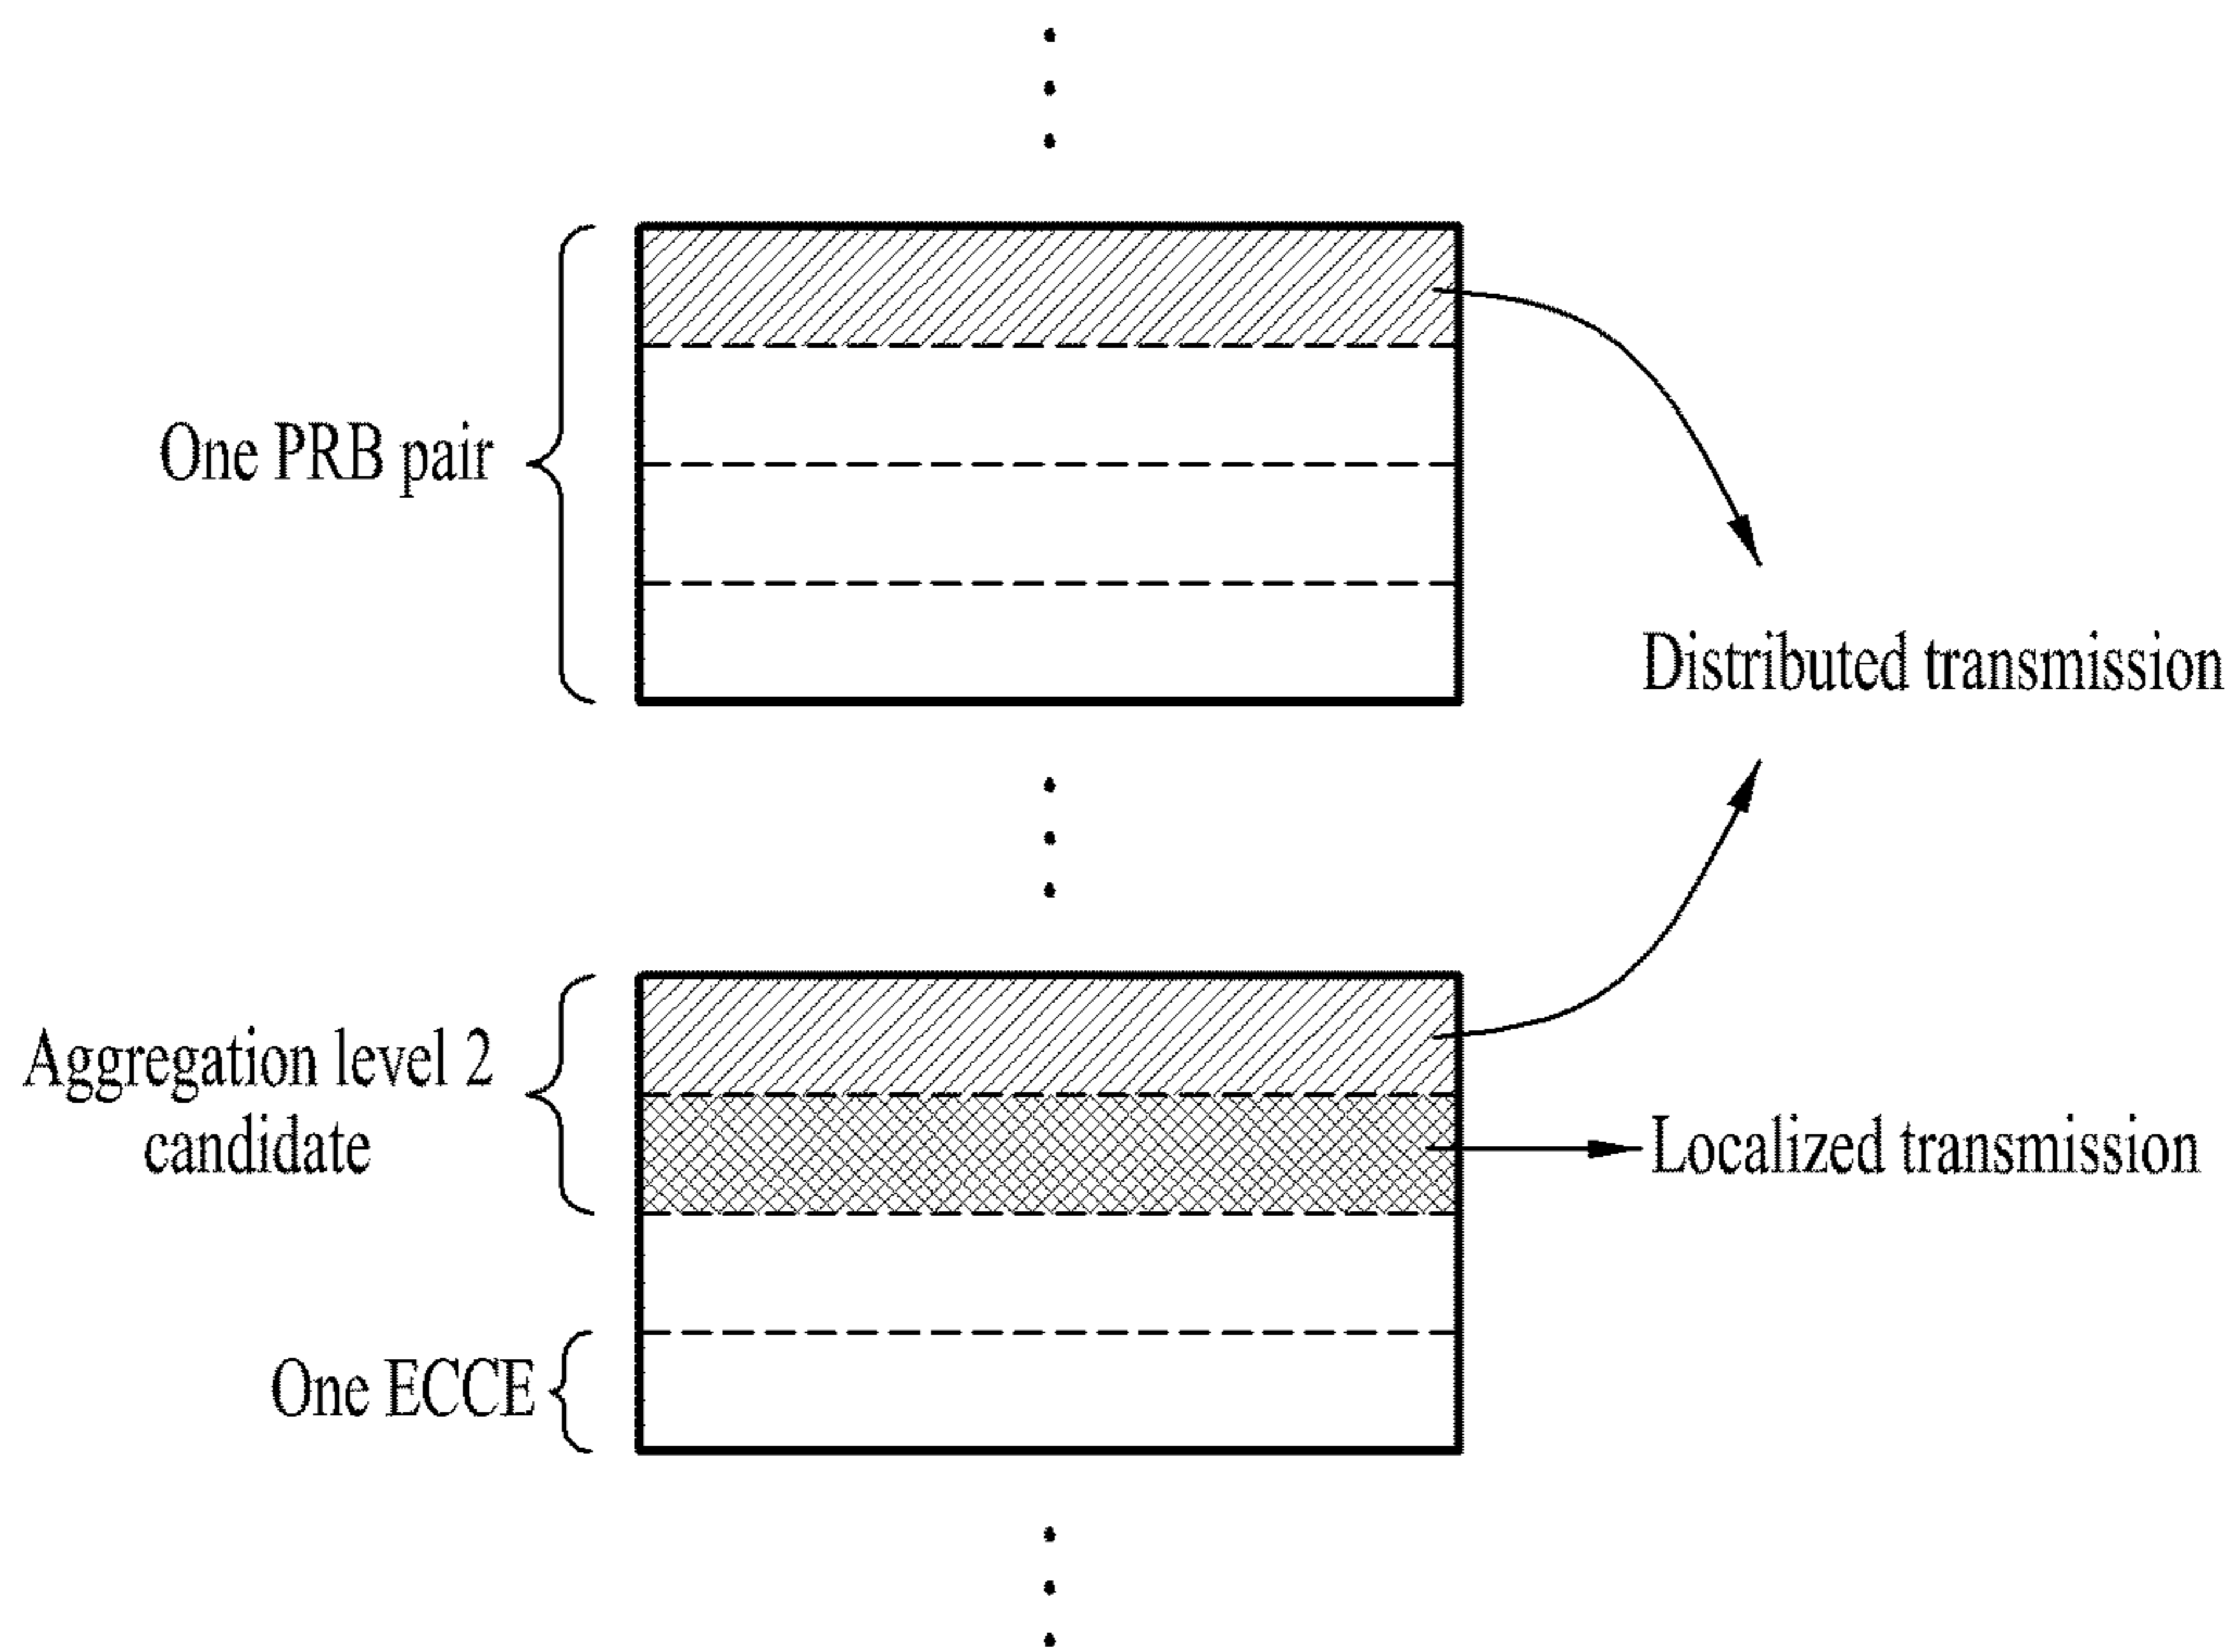 One PRB pair
Distributed transmission
Aggregation level 2
candidate
Localized transmission
One ECCE